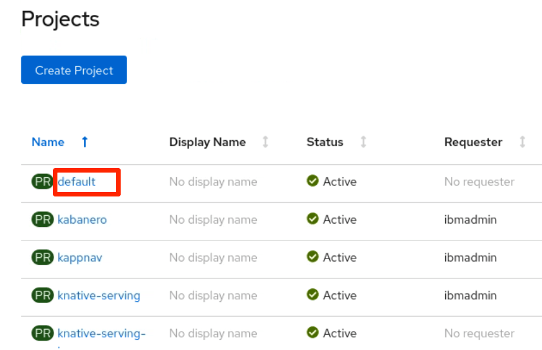 Projects
Create Project
Name Display Name Status Requester
PR default No display name Active No requester
PR kabanero No display name Active ibmadmin
PR kappnav No display name Active ibmadmin
PR knative-serving No display name Active ibmadmin
PR knative-serving- No display name Active No requester